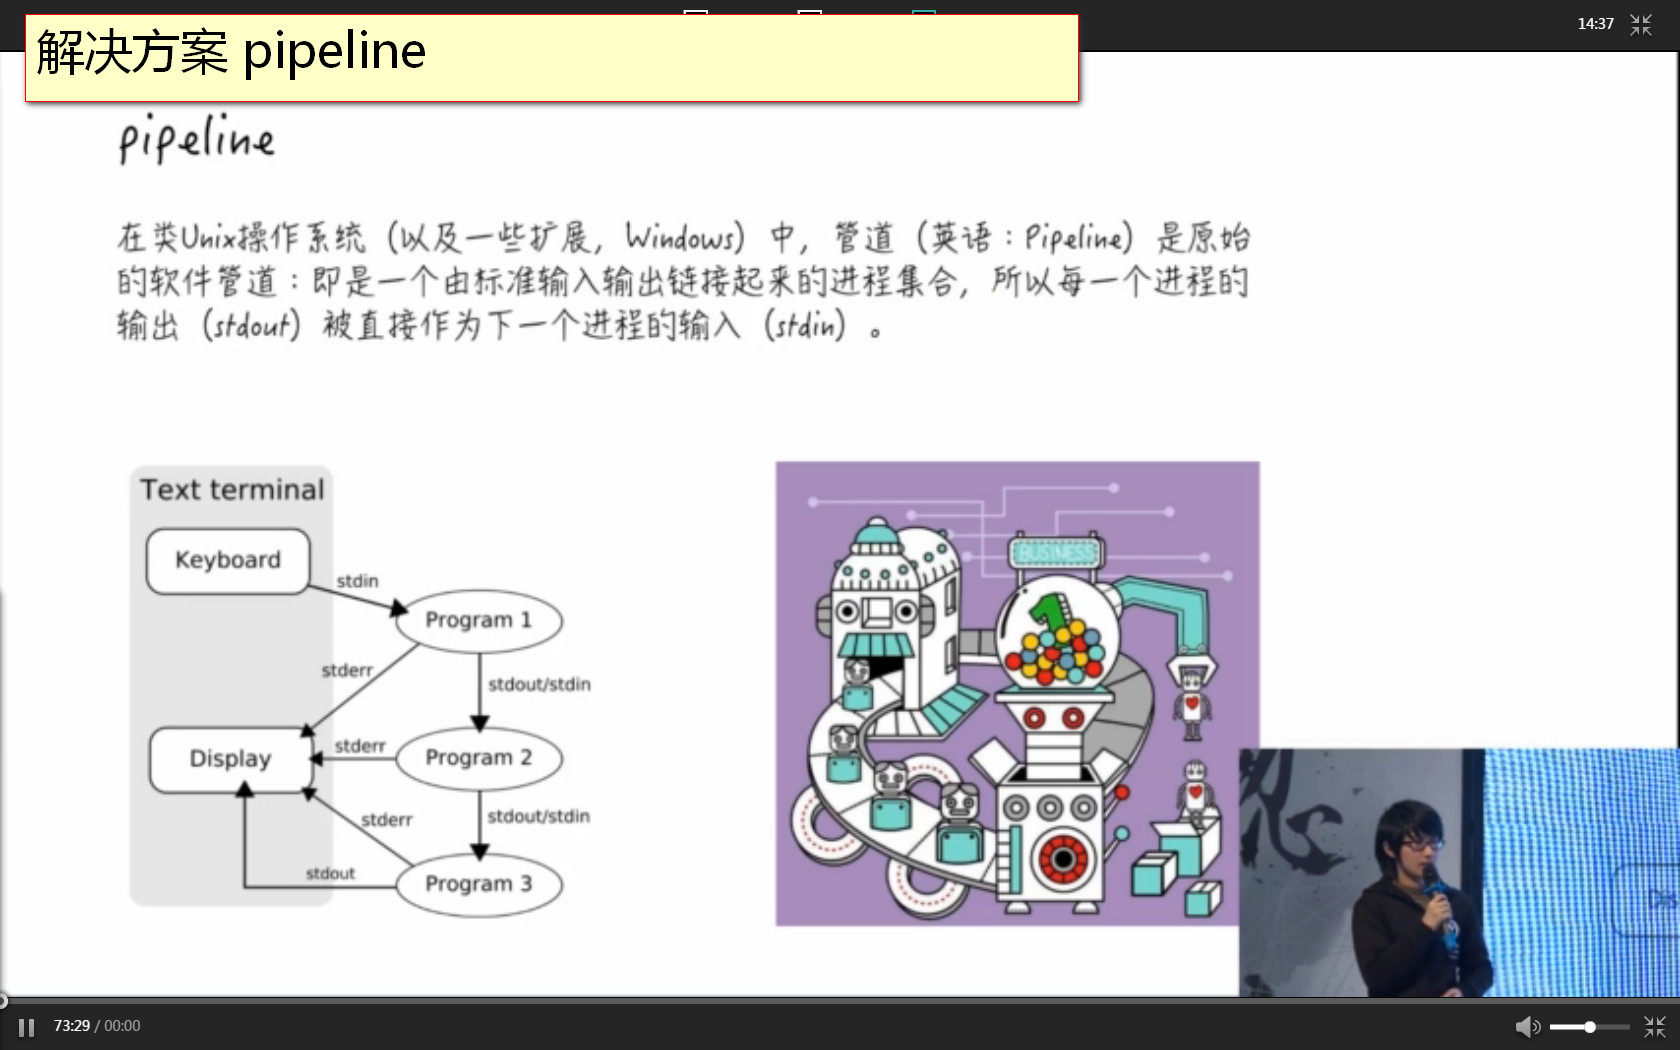 14:37
解决方案 pipeline
pipeline
在类Unix操作系统（以及一些扩展，Windows）中，管道（英语：Pipeline）是原始
的软件管道：即是一个由标准输入输出链接起来的进程集合，所以每一个进程的
输出（stdout）被直接作为下一个进程的输入（stdin）。
Text terminal
Keyboard
stdin
Program 1
stderr
stdout/stdin
Display
stderr
Program 2
stderr
stdout/stdin
stdout
Program 3
BUSINESS
1
73:29 / 00:00